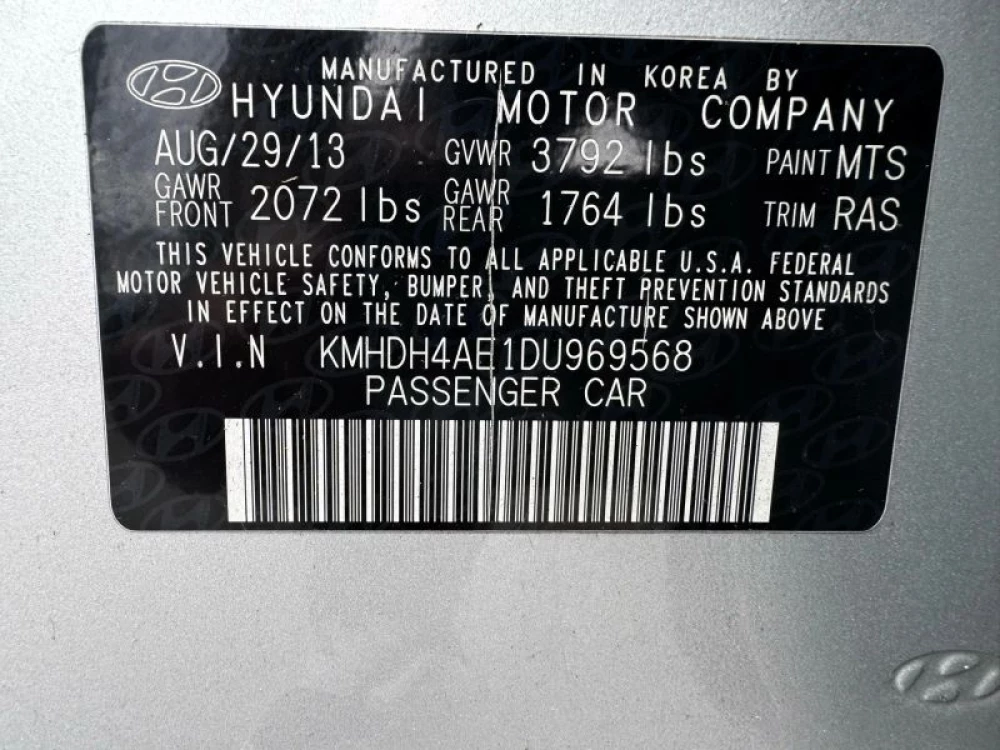 MANUFACTURED IN KOREA BY
HYUNDAI MOTOR COMPANY
AUG/29/13 GVWR 3792 lbs PAINT MTS
GAWR FRONT 2072 lbs GAWR REAR 1764 lbs TRIM RAS
THIS VEHICLE CONFORMS TO ALL APPLICABLE U.S.A. FEDERAL
MOTOR VEHICLE SAFETY, BUMPER, AND THEFT PREVENTION STANDARDS
IN EFFECT ON THE DATE OF MANUFACTURE SHOWN ABOVE
V.I.N KMHDH4AE1DU969568
PASSENGER CAR